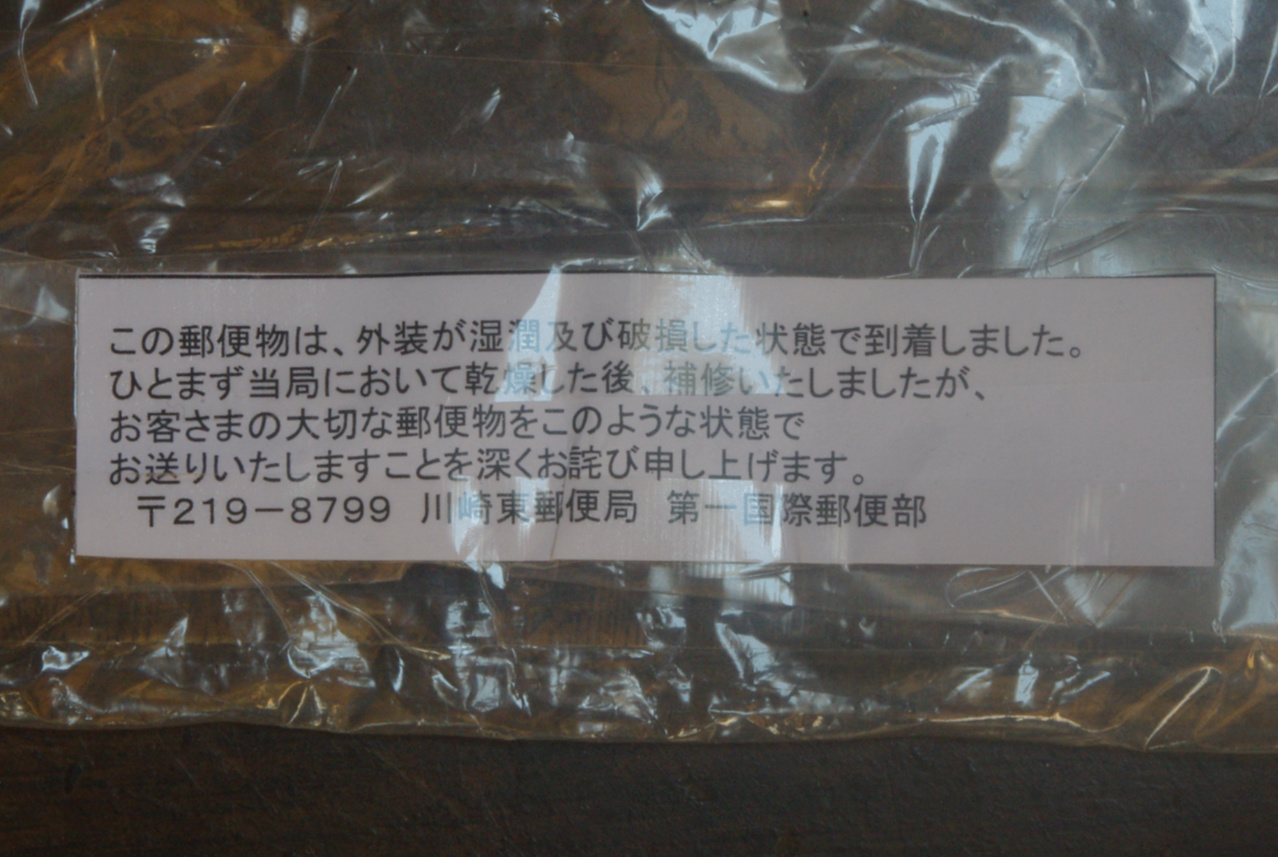 この郵便物は、外装が湿潤及び破損した状態で到着しました。
ひとまず当局において乾燥した後、補修いたしましたが、
お客さまの大切な郵便物をこのような状態で
お送りいたしますことを深くお詫び申し上げます。
〒219－8799 川崎東郵便局 第一国際郵便部